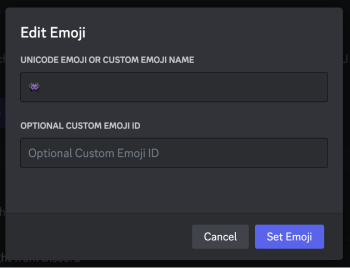 Edit Emoji
UNICODE EMOJI OR CUSTOM EMOJI NAME
👾
OPTIONAL CUSTOM EMOJI ID
Optional Custom Emoji ID
Cancel
Set Emoji